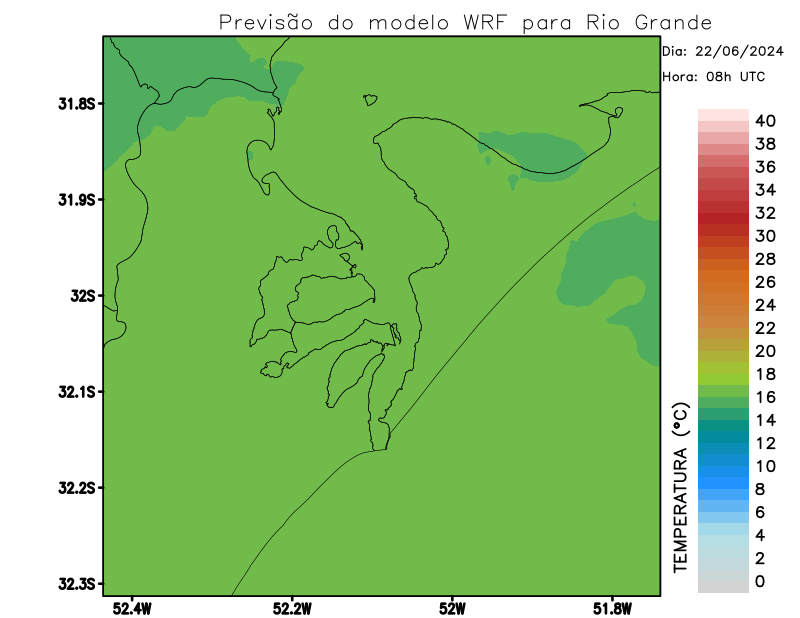 Previsão do modelo WRF para Rio Grande
Dia: 22/06/2024
Hora: 08h UTC
31.8S
31.9S
32S
32.1S
32.2S
32.3S
52.4W
52.2W
52W
51.8W
TEMPERATURA (°C)
40
38
36
34
32
30
28
26
24
22
20
18
16
14
12
10
8
6
4
2
0